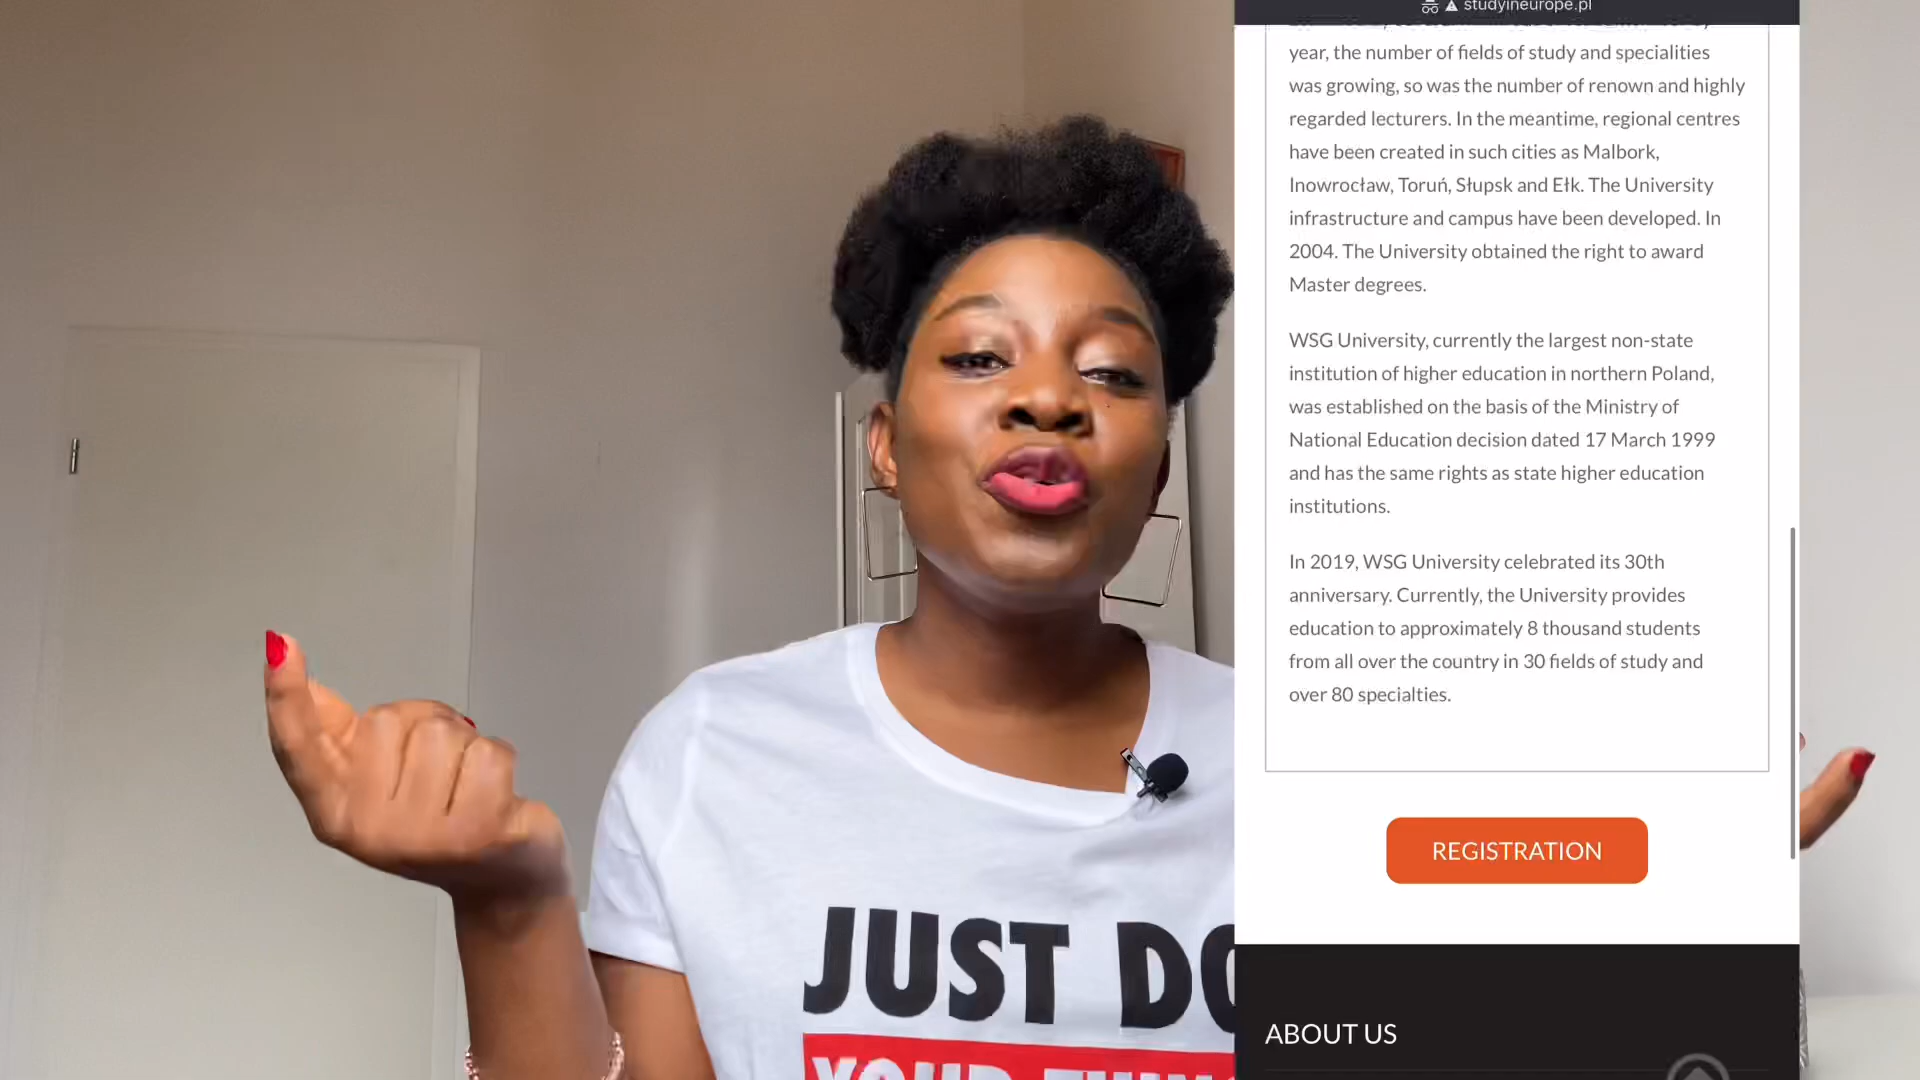 studyineurope.pl
year, the number of fields of study and specialities
was growing, so was the number of renown and highly
regarded lecturers. In the meantime, regional centres
have been created in such cities as Malbork,
Inowrocław, Toruń, Słupsk and Ełk. The University
infrastructure and campus have been developed. In
2004. The University obtained the right to award
Master degrees.
WSG University, currently the largest non-state
institution of higher education in northern Poland,
was established on the basis of the Ministry of
National Education decision dated 17 March 1999
and has the same rights as state higher education
institutions.
In 2019, WSG University celebrated its 30th
anniversary. Currently, the University provides
education to approximately 8 thousand students
from all over the country in 30 fields of study and
over 80 specialties.
REGISTRATION
ABOUT US
JUST DO
YOUR